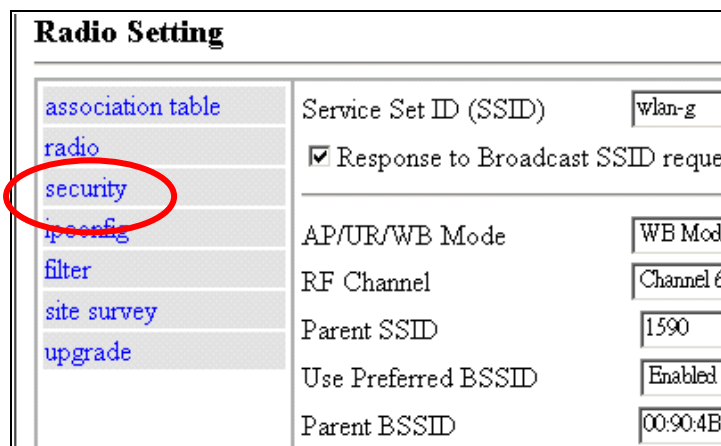 Radio Setting
association table
radio
security
ipconfig
filter
site survey
upgrade
Service Set ID (SSID) wlan-g
Response to Broadcast SSID
AP/UR/WB Mode WB
RF Channel Channel 6
Parent SSID 1590
Use Preferred BSSID Enabled
Parent BSSID 00:90:4B